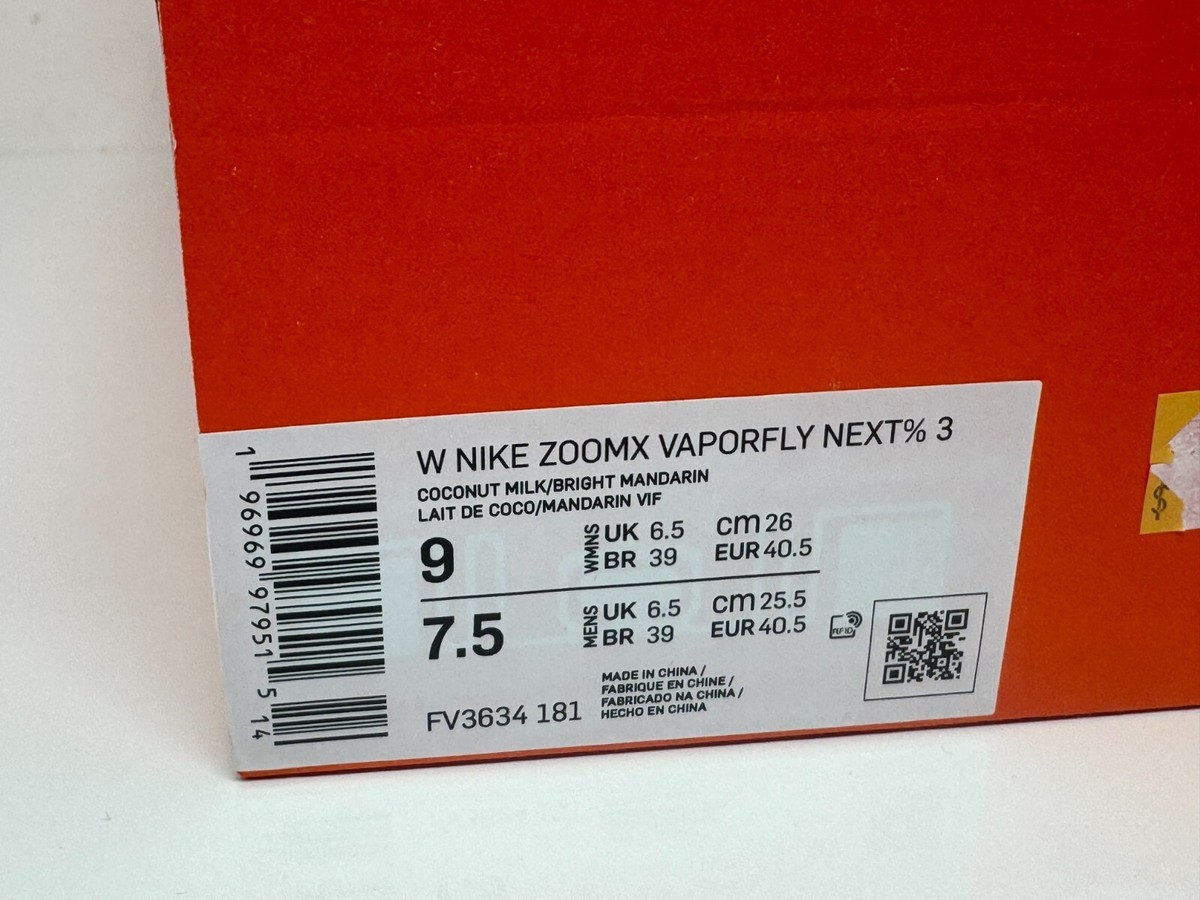 W NIKE ZOOMX VAPORFLY NEXT% 3
COCONUT MILK/BRIGHT MANDARIN
LAIT DE COCO/MANDARIN VIF
9 WMNS UK 6.5 cm 26
BR 39 EUR 40.5
7.5 MENS UK 6.5 cm 25.5
BR 39 EUR 40.5
RFID
MADE IN CHINA /
FABRIQUE EN CHINE /
FABRICADO NA CHINA /
HECHO EN CHINA
FV3634 181
1 96969 97951 5 14
$